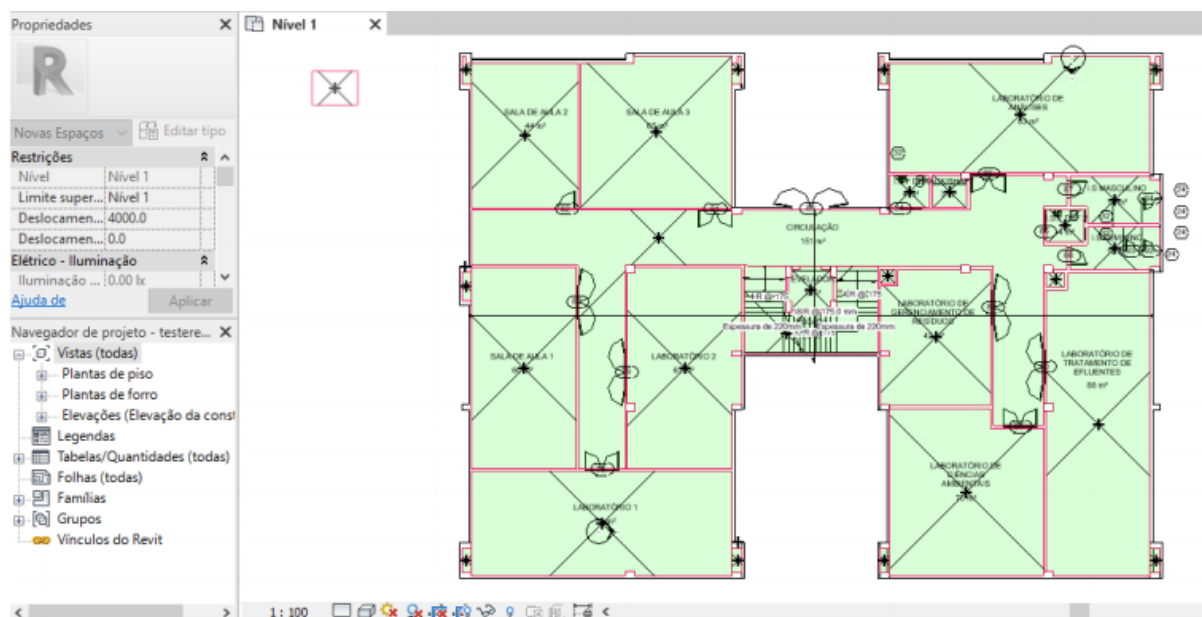 Propriedades
Nível 1
R
Novas Espaços
Editar tipo
Restrições
Nível
Nível 1
Limite super...
Nível 1
Deslocamen...
4000.0
Deslocamen...
0.0
Elétrico - Iluminação
Iluminação ...
0.00 lx
Ajuda de
Aplicar
Navegador de projeto - testere...
Vistas (todas)
Plantas de piso
Plantas de forro
Elevações (Elevação da const
Legendas
Tabelas/Quantidades (todas)
Folhas (todas)
Famílias
Grupos
Vínculos do Revit
SALA DE AULA 2
44 m²
SALA DE AULA 3
LABORATÓRIO DE
ANÁLISES
I.S. MASCULINO
CIRCULAÇÃO
151 m²
ELEVADOR
Espessura de 220mm
Espessura de 220mm
SALA DE AULA 1
LABORATÓRIO 2
LABORATÓRIO DE
GERENCIAMENTO DE
RESÍDUOS
LABORATÓRIO DE
TRATAMENTO DE
EFLUENTES
88 m²
LABORATÓRIO DE
CIÊNCIAS
AMBIENTAIS
LABORATÓRIO 1
1 : 100